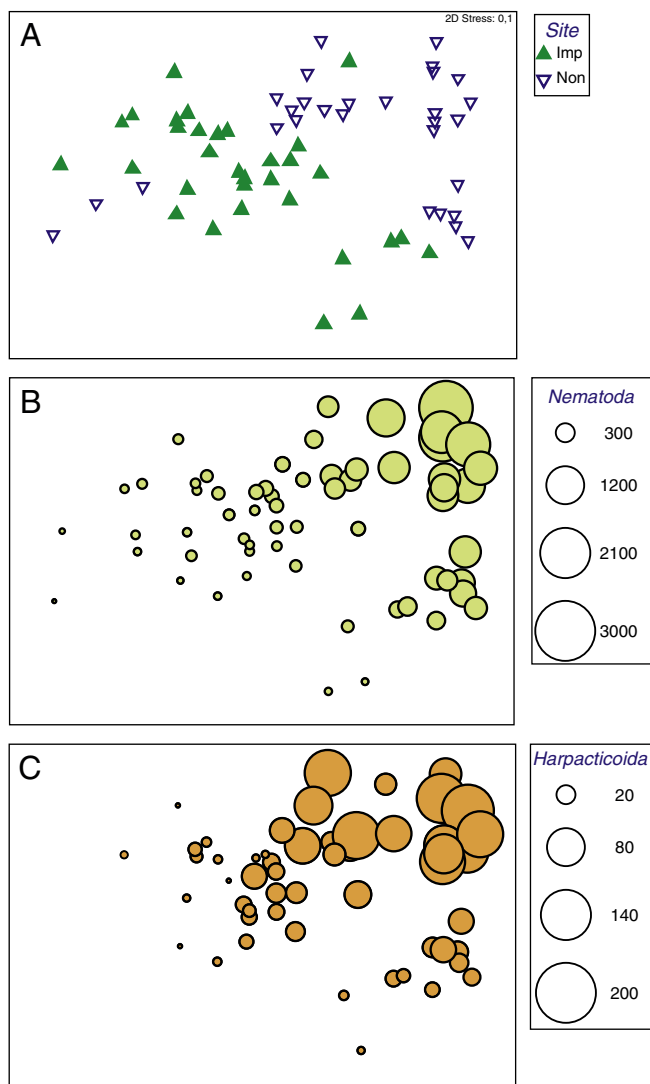 A
2D Stress: 0,1
Site
Imp
Non
B
Nematoda
300
1200
2100
3000
C
Harpacticoida
20
80
140
200